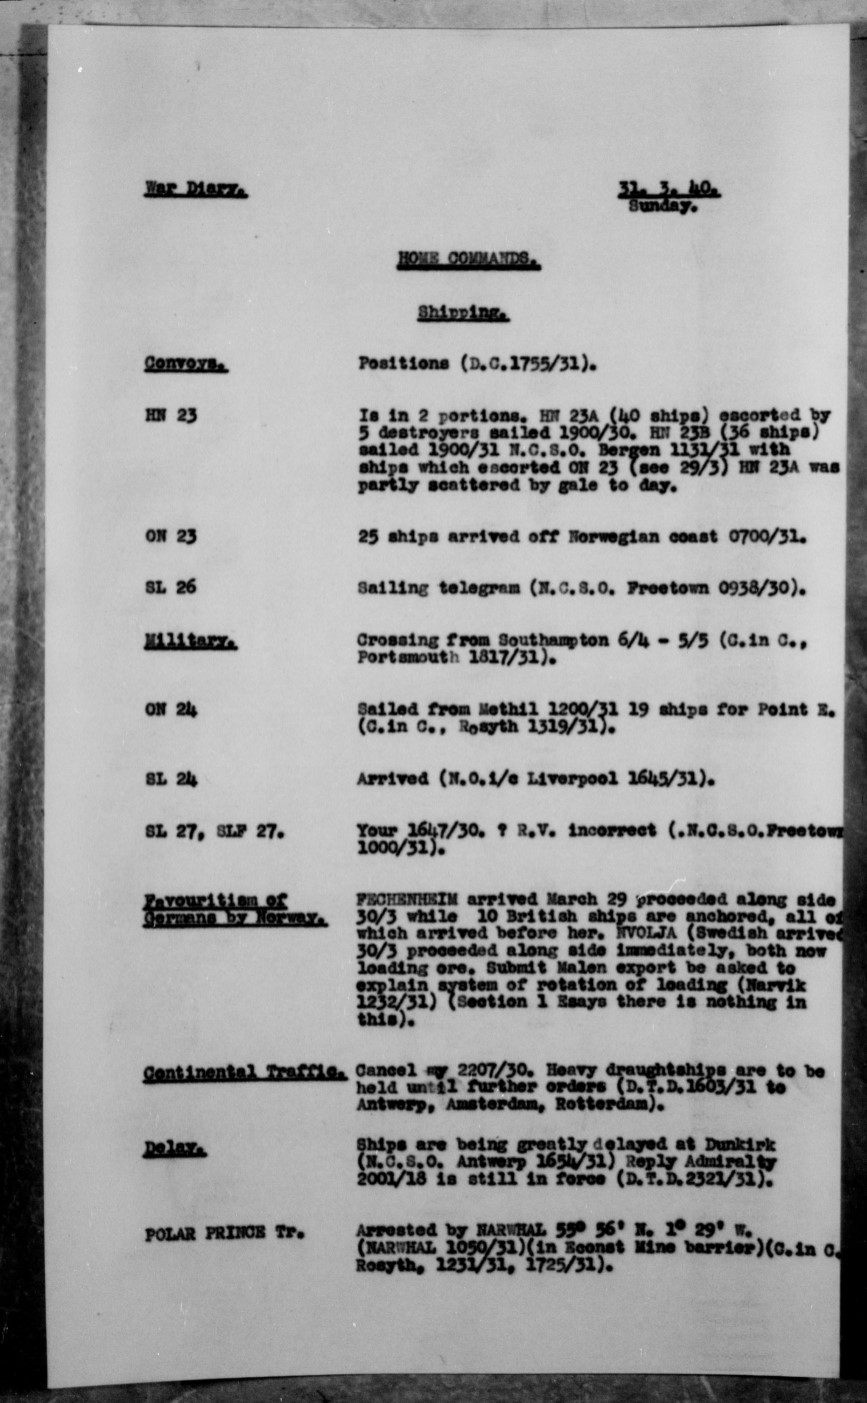 War Diary. 31. 3. 40.
Sunday.
HOME COMMANDS.
Shipping.
Convoys. Positions (D.C.1755/31).
HN 23 Is in 2 portions. HN 23A (40 ships) escorted by
5 destroyers sailed 1900/30. HN 23B (36 ships)
sailed 1900/31 N.C.S.O. Bergen 1131/31 with
ships which escorted ON 23 (see 29/3) HN 23A was
partly scattered by gale to day.
ON 23 25 ships arrived off Norwegian coast 0700/31.
SL 26 Sailing telegram (N.C.S.O. Freetown 0938/30).
Military. Crossing from Southampton 6/4 - 5/5 (C.in C.,
Portsmouth 1817/31).
ON 24 Sailed from Methil 1200/31 19 ships for Point E.
(C.in C., Rosyth 1319/31).
SL 24 Arrived (N.O.i/c Liverpool 1645/31).
SL 27, SLF 27. Your 1647/30. ? R.V. incorrect (.N.C.S.O.Freetown
1000/31).
Favouritism of FECHENHEIM arrived March 29 proceeded along side
Germans by Norway. 30/3 while 10 British ships are anchored, all of
which arrived before her. NVOLJA (Swedish arrived
30/3 proceeded along side immediately, both now
loading ore. Submit Malen export be asked to
explain system of rotation of loading (Narvik
1232/31) (Section 1 Esays there is nothing in
this).
Continental Traffic. Cancel my 2207/30. Heavy draughtships are to be
held until further orders (D.T.D.1603/31 to
Antwerp, Amsterdam, Rotterdam).
Delay. Ships are being greatly delayed at Dunkirk
(N.C.S.O. Antwerp 1654/31) Reply Admiralty
2001/18 is still in force (D.T.D.2321/31).
POLAR PRINCE Tr. Arrested by NARWHAL 55° 56' N. 1° 29' W.
(NARWHAL 1050/31)(in Econst Mine barrier)(C.in C.
Rosyth, 1231/31, 1725/31).